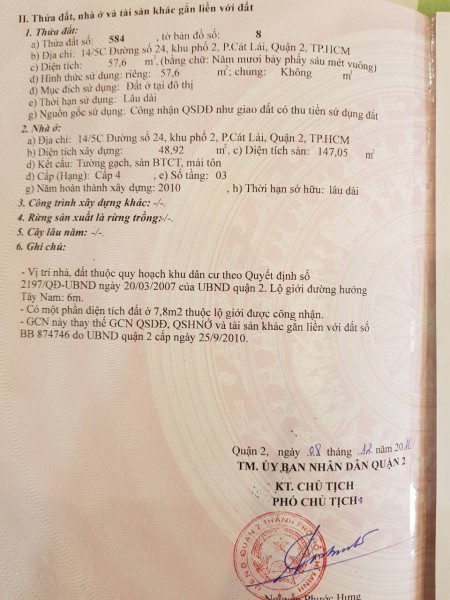 II. Thửa đất, nhà ở và tài sản khác gắn liền với đất
1. Thửa đất:
a) Thửa đất số: 584 , tờ bản đồ số: 8
b) Địa chỉ: 14/5C Đường số 24, khu phố 2, P.Cát Lái, Quận 2, TP.HCM
c) Diện tích: 57,6 m², (bằng chữ: Năm mươi bảy phẩy sáu mét vuông)
d) Hình thức sử dụng: riêng: 57,6 m²; chung: Không m²
đ) Mục đích sử dụng: Đất ở tại đô thị
e) Thời hạn sử dụng: Lâu dài
g) Nguồn gốc sử dụng: Công nhận QSDĐ như giao đất có thu tiền sử dụng đất
2. Nhà ở:
a) Địa chỉ: 14/5C Đường số 24, khu phố 2, P.Cát Lái, Quận 2, TP.HCM
b) Diện tích xây dựng: 48,92 m², c) Diện tích sàn: 147,05 m²
d) Kết cấu: Tường gạch, sàn BTCT, mái tôn
đ) Cấp (Hạng): Cấp 4 , e) Số tầng: 03
g) Năm hoàn thành xây dựng: 2010 , h) Thời hạn sở hữu: lâu dài
3. Công trình xây dựng khác: -/-.
4. Rừng sản xuất là rừng trồng:-/-.
5. Cây lâu năm: -/-.
6. Ghi chú:
- Vị trí nhà, đất thuộc quy hoạch khu dân cư theo Quyết định số
2197/QĐ-UBND ngày 20/03/2007 của UBND quận 2. Lộ giới đường hướng
Tây Nam: 6m.
- Có một phần diện tích đất ở 7,8m2 thuộc lộ giới được công nhận.
- GCN này thay thế GCN QSDĐ, QSHNỞ và tài sản khác gắn liền với đất số
BB 874746 do UBND quận 2 cấp ngày 25/9/2010.
Quận 2, ngày 08 tháng 12 năm 201
TM. ỦY BAN NHÂN DÂN QUẬN 2
KT. CHỦ TỊCH
PHÓ CHỦ TỊCH
U.B.N.D. QUẬN 2 THÀNH PHỐ HỒ CHÍ MINH
Nguyễn Phước Hưng